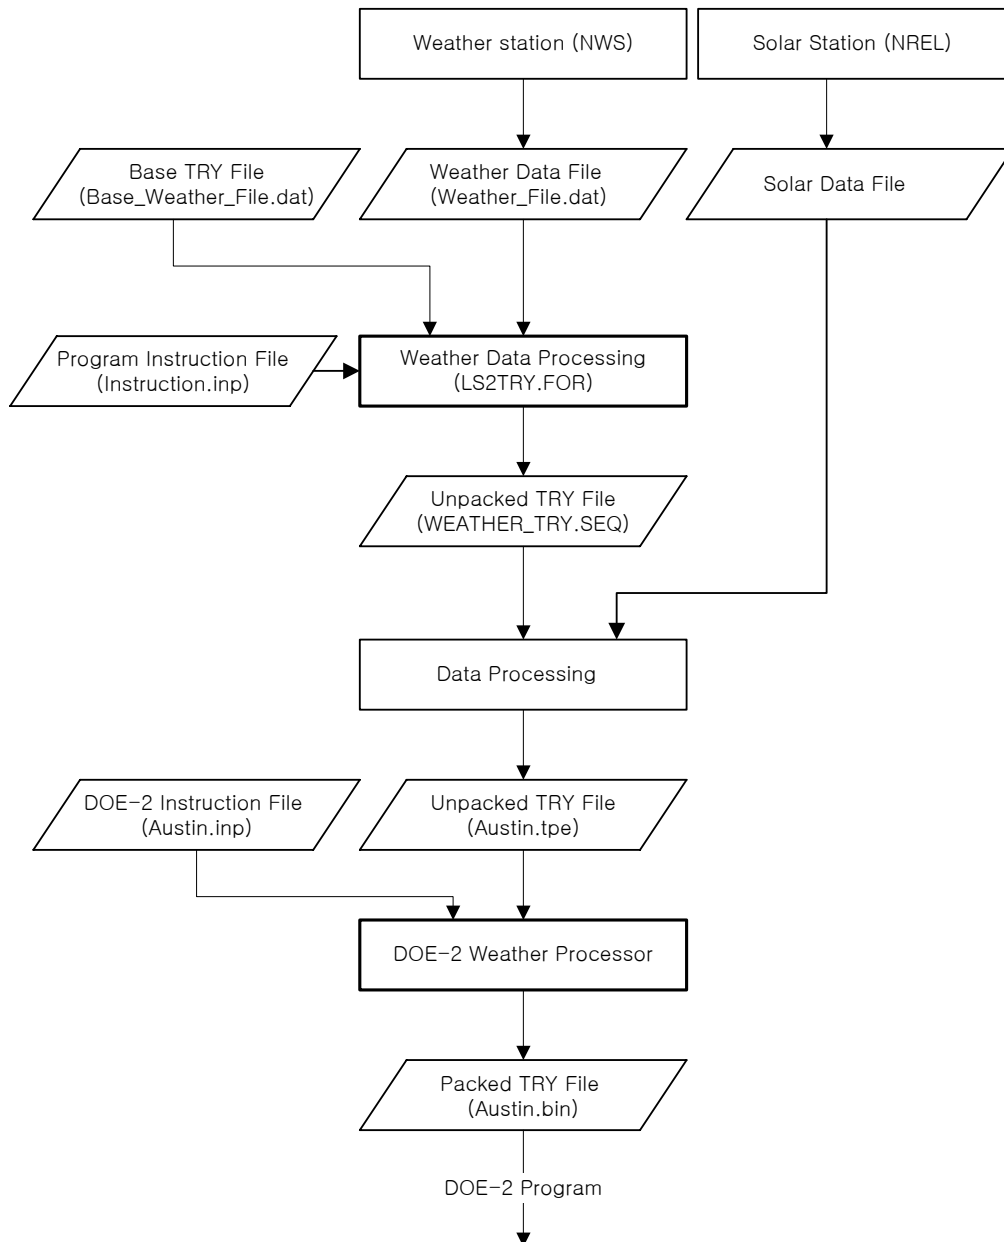 Weather station (NWS)
Solar Station (NREL)
Base TRY File
(Base_Weather_File.dat)
Weather Data File
(Weather_File.dat)
Solar Data File
Program Instruction File
(Instruction.inp)
Weather Data Processing
(LS2TRY.FOR)
Unpacked TRY File
(WEATHER_TRY.SEQ)
Data Processing
DOE-2 Instruction File
(Austin.inp)
Unpacked TRY File
(Austin.tpe)
DOE-2 Weather Processor
Packed TRY File
(Austin.bin)
DOE-2 Program